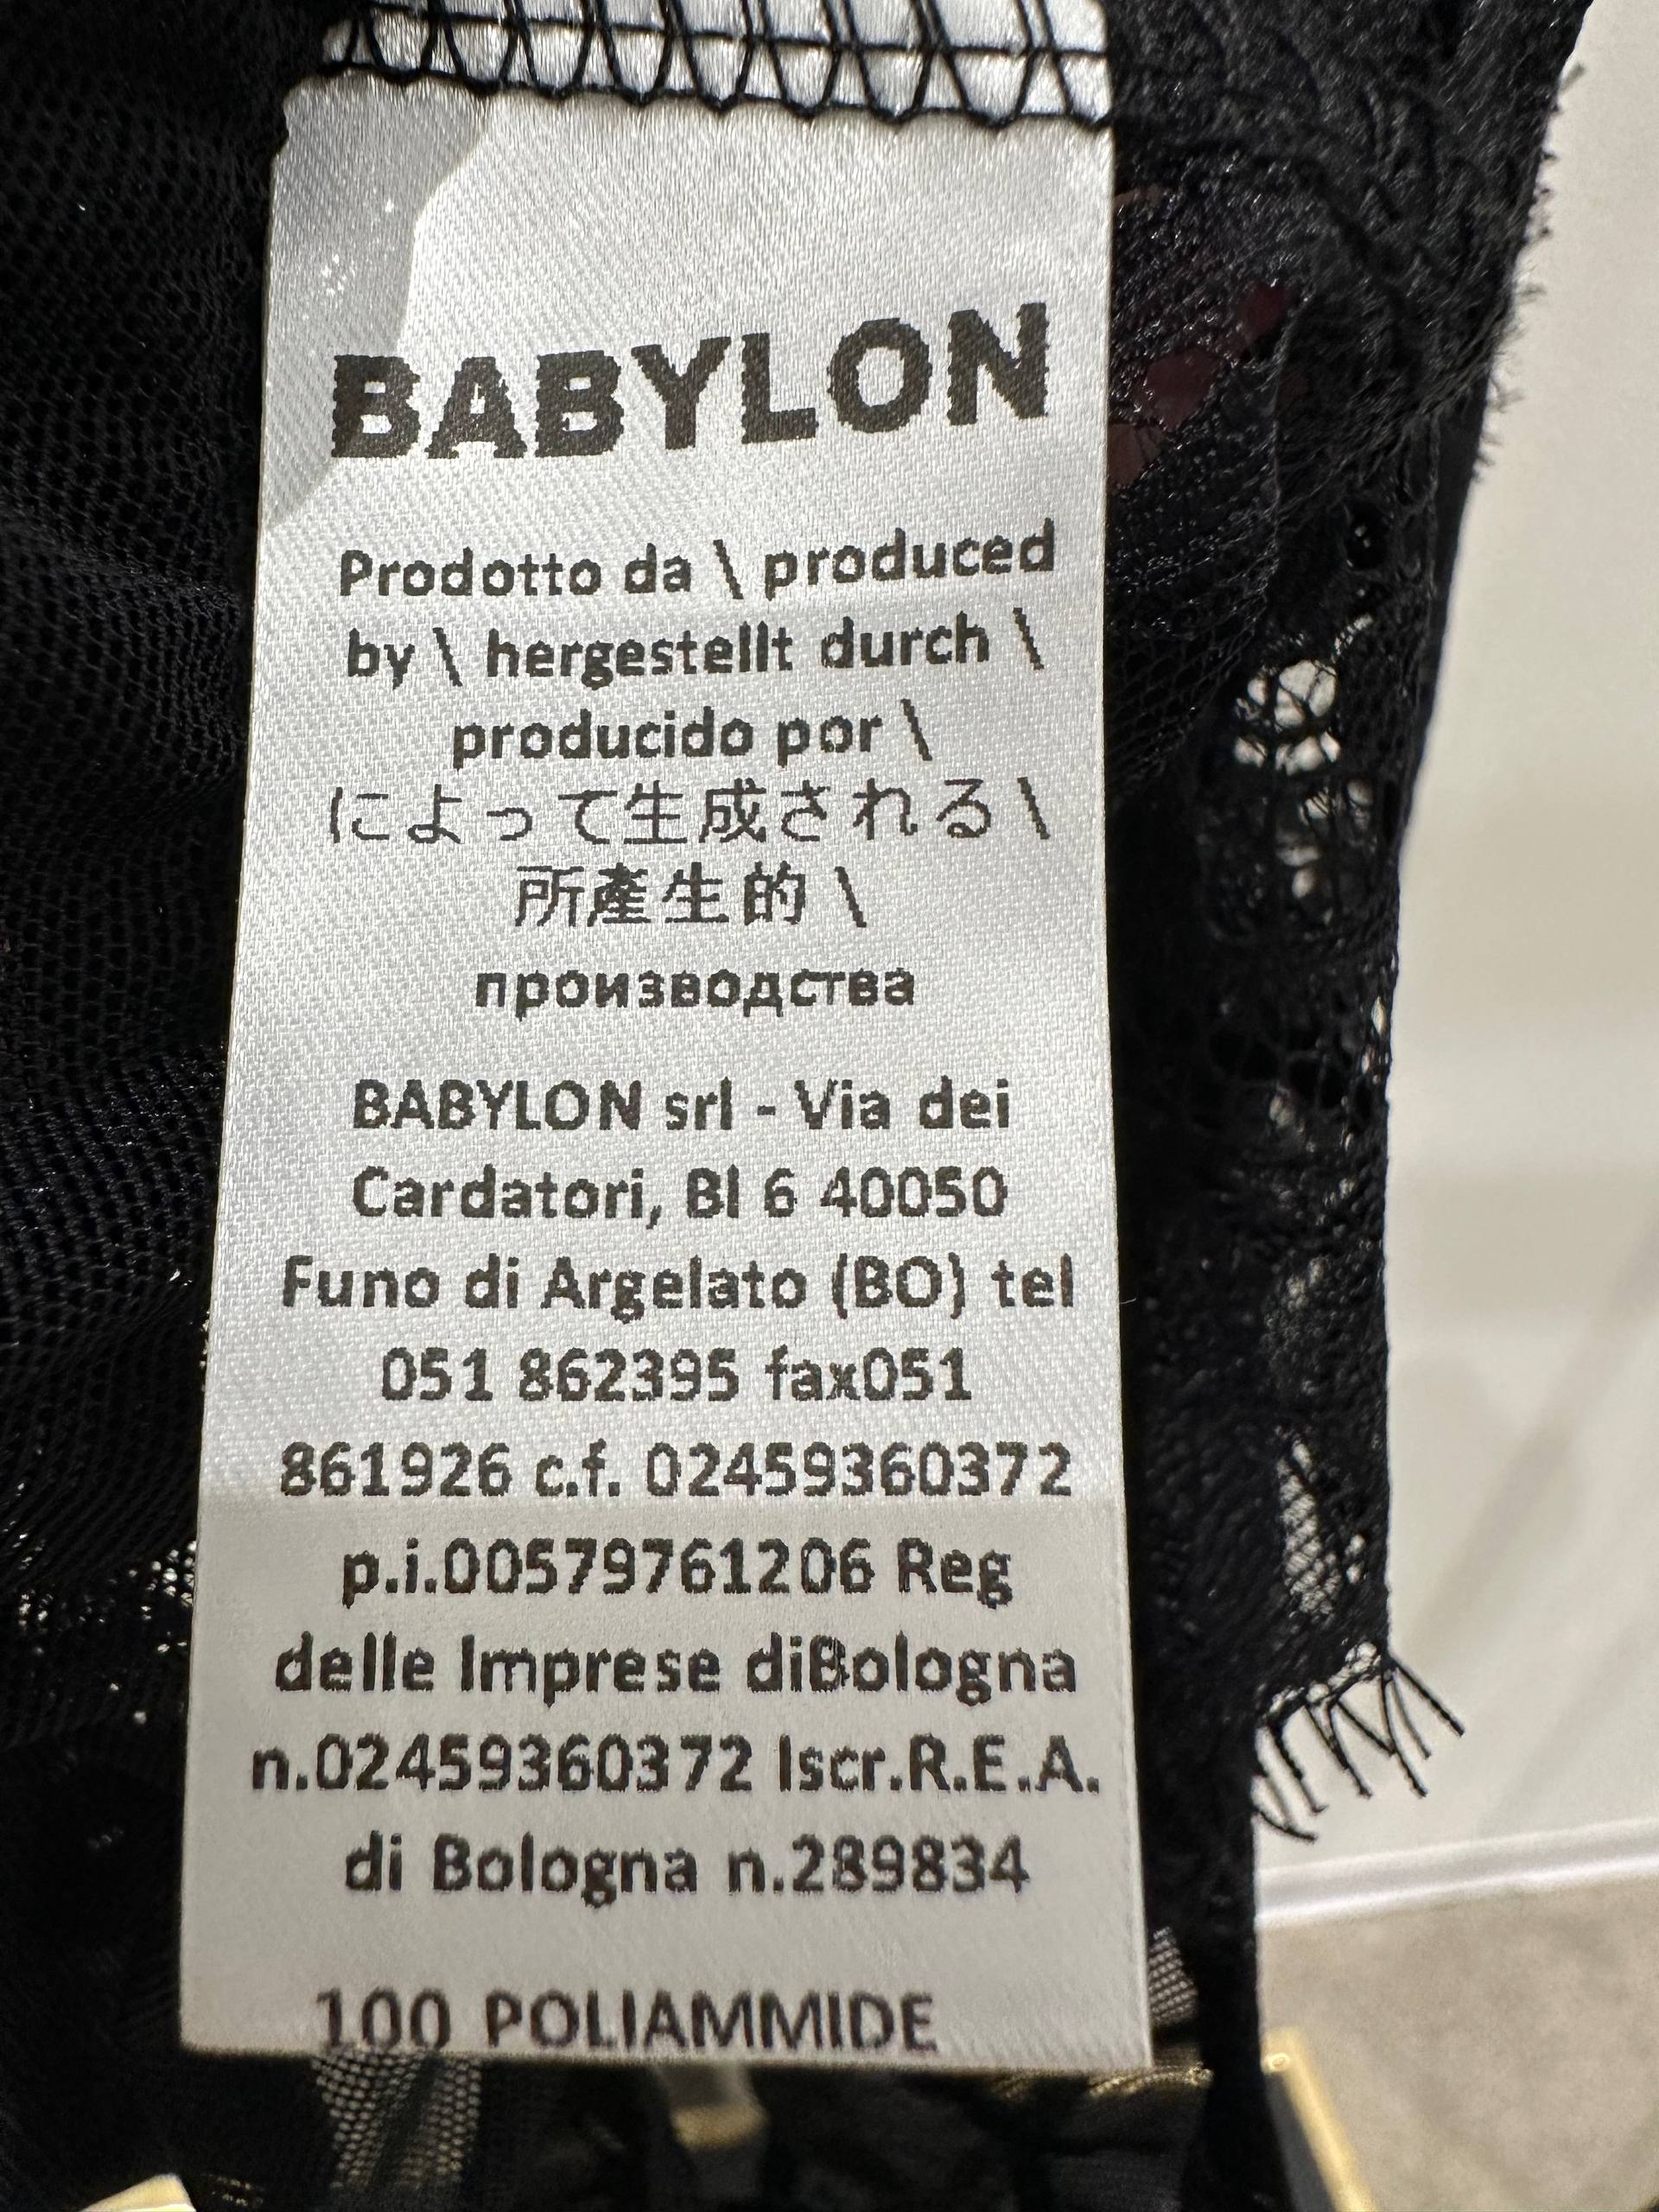 BABYLON
Prodotto da \ produced
by \ hergestellt durch \
producido por \
によって生成される \
所產生的 \
производства
BABYLON srl - Via dei
Cardatori, Bl 6 40050
Funo di Argelato (BO) tel
051 862395 fax051
861926 c.f. 02459360372
p.i.00579761206 Reg
delle Imprese diBologna
n.02459360372 Iscr.R.E.A.
di Bologna n.289834
100 POLIAMMIDE